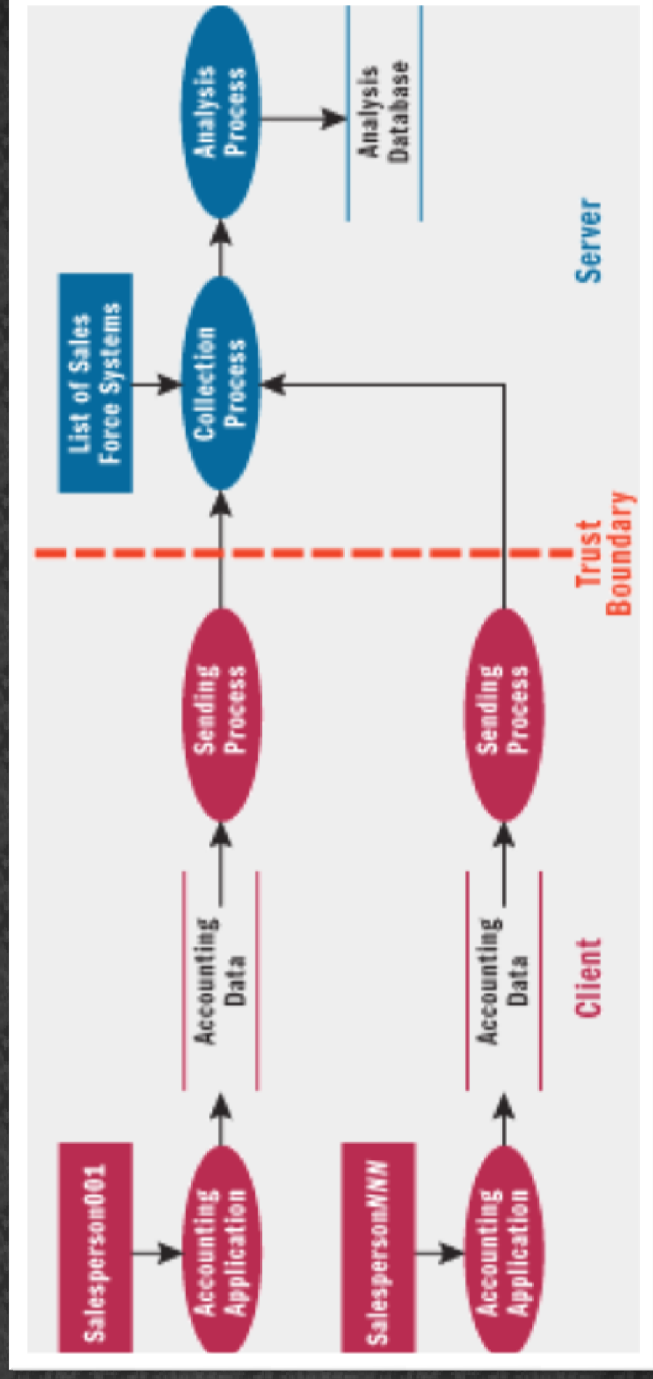 Salesperson001
Accounting
Application
Accounting
Data
Sending
Process
List of Sales
Force Systems
Collection
Process
Analysis
Process
Analysis
Database
SalespersonNNN
Accounting
Application
Accounting
Data
Sending
Process
Client
Trust
Boundary
Server